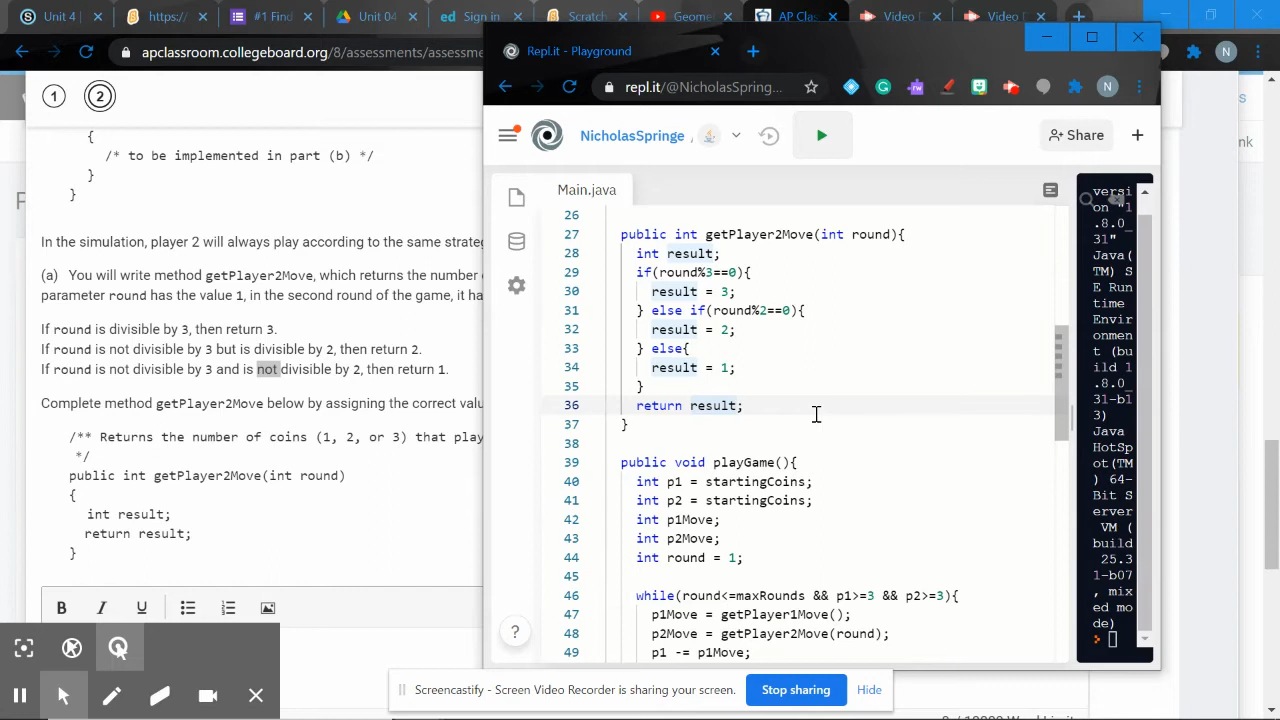 Unit 4 |
https://
#1 Find
Unit 04
ed Sign in
Scratch
Geome
AP Clas
Video D
Video D
apclassroom.collegeboard.org/8/assessments/assessme
N
1 2
{
/* to be implemented in part (b) */
}
}
In the simulation, player 2 will always play according to the same strateg
(a) You will write method getPlayer2Move, which returns the number
parameter round has the value 1, in the second round of the game, it ha
If round is divisible by 3, then return 3.
If round is not divisible by 3 but is divisible by 2, then return 2.
If round is not divisible by 3 and is not divisible by 2, then return 1.
Complete method getPlayer2Move below by assigning the correct valu
/** Returns the number of coins (1, 2, or 3) that play
*/
public int getPlayer2Move(int round)
{
int result;
return result;
}
B I U
Repl.it - Playground
repl.it/@NicholasSpring...
N
NicholasSpringe /
Share
Main.java
26
27 public int getPlayer2Move(int round){
28 int result;
29 if(round%3==0){
30 result = 3;
31 } else if(round%2==0){
32 result = 2;
33 } else{
34 result = 1;
35 }
36 return result;
37 }
38
39 public void playGame(){
40 int p1 = startingCoins;
41 int p2 = startingCoins;
42 int p1Move;
43 int p2Move;
44 int round = 1;
45
46 while(round<=maxRounds && p1>=3 && p2>=3){
47 p1Move = getPlayer1Move();
48 p2Move = getPlayer2Move(round);
49 p1 -= p1Move;
versi
on "1
.8.0_
31"
Java(
TM) S
E Run
time
Envir
onmen
t (bu
ild 1
.8.0_
31-b1
3)
Java
HotSp
ot(TM
) 64-
Bit S
erver
VM (
build
25.3
1-b07
, mix
ed mo
de)
>
?
Screencastify - Screen Video Recorder is sharing your screen.
Stop sharing
Hide